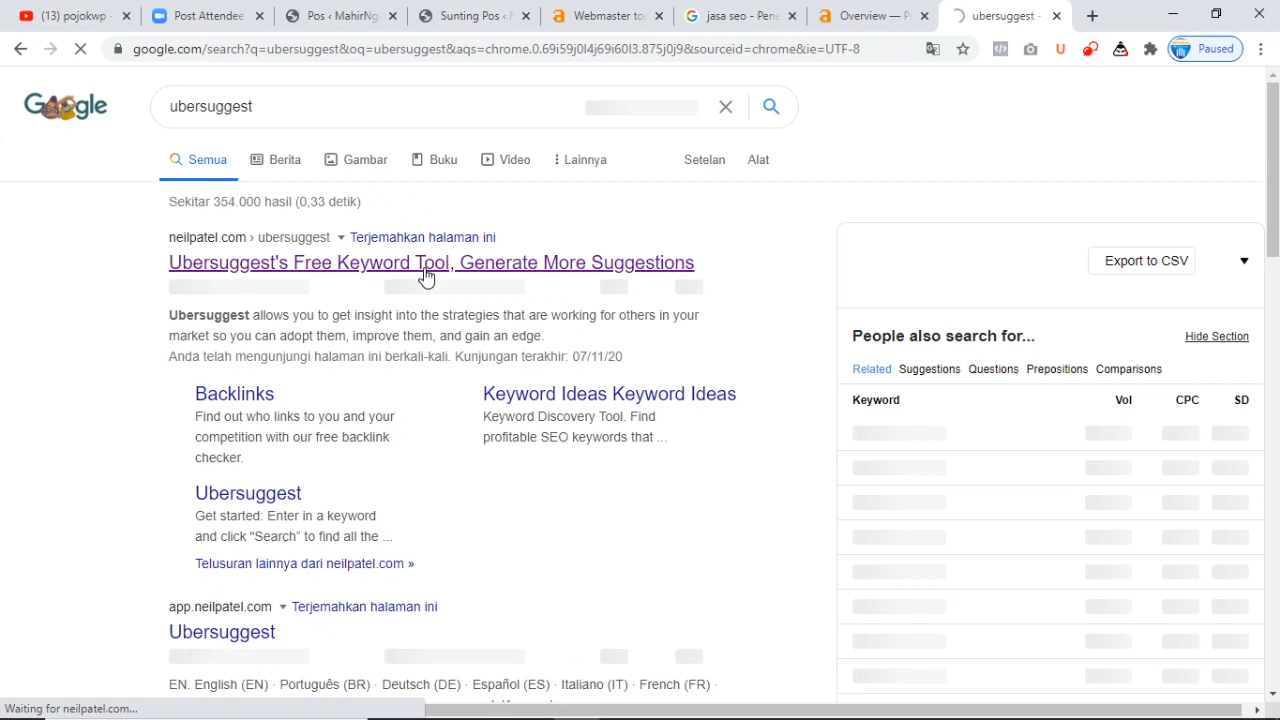 (13) pojokwp -
Post Attendee
Pos ‹ MahirNg
Sunting Pos ‹ M
Webmaster to
jasa seo - Pene
Overview — P
ubersuggest -
google.com/search?q=ubersuggest&oq=ubersuggest&aqs=chrome.0.69i59j0l4j69i60l3.875j0j9&sourceid=chrome&ie=UTF-8
Paused
Google
ubersuggest
Semua
Berita
Gambar
Buku
Video
Lainnya
Setelan
Alat
Sekitar 354.000 hasil (0,33 detik)
neilpatel.com › ubersuggest
Terjemahkan halaman ini
Ubersuggest's Free Keyword Tool, Generate More Suggestions
Ubersuggest allows you to get insight into the strategies that are working for others in your
market so you can adopt them, improve them, and gain an edge.
Anda telah mengunjungi halaman ini berkali-kali. Kunjungan terakhir: 07/11/20
Backlinks
Find out who links to you and your
competition with our free backlink
checker.
Keyword Ideas Keyword Ideas
Keyword Discovery Tool. Find
profitable SEO keywords that ...
Ubersuggest
Get started: Enter in a keyword
and click "Search" to find all the ...
Telusuran lainnya dari neilpatel.com »
app.neilpatel.com
Terjemahkan halaman ini
Ubersuggest
EN. English (EN) · Português (BR) · Deutsch (DE) · Español (ES) · Italiano (IT) · French (FR) ·
Export to CSV
People also search for...
Hide Section
Related
Suggestions
Questions
Prepositions
Comparisons
Keyword
Vol
CPC
SD
Waiting for neilpatel.com...